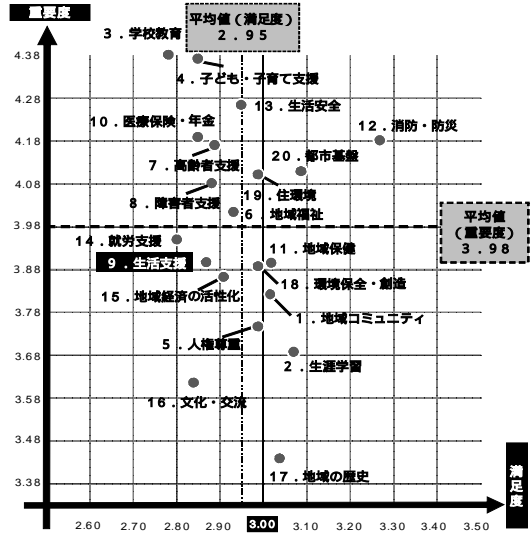 重要度
平均値（満足度）
２．９５
３．学校教育
4.38
４．子ども・子育て支援
4.28
１３．生活安全
１０．医療保険・年金
１２．消防・防災
4.18
７．高齢者支援
２０．都市基盤
4.08
８．障害者支援
１９．住環境
６．地域福祉
3.98
平均値
（重要度）
３．９８
１４．就労支援
１１．地域保健
９．生活支援
3.88
１８．環境保全・創造
１５．地域経済の活性化
3.78
１．地域コミュニティ
５．人権尊重
3.68
２．生涯学習
3.58
１６．文化・交流
3.48
１７．地域の歴史
3.38
満足度
2.60 2.70 2.80 2.90 3.00 3.10 3.20 3.30 3.40 3.50